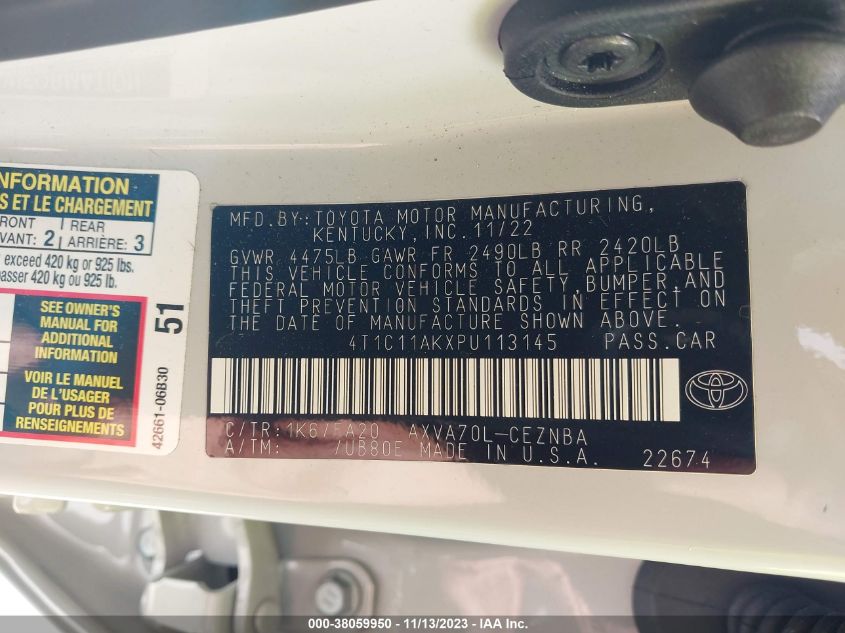 NFORMATION
S ET LE CHARGEMENT
FRONT
VANT: 2
REAR
ARRIÈRE: 3
exceed 420 kg or 925 lbs.
passer 420 kg ou 925 lb.
SEE OWNER'S
MANUAL FOR
ADDITIONAL
INFORMATION
VOIR LE MANUEL
DE L'USAGER
POUR PLUS DE
RENSEIGNEMENTS
51
42661-06B30
MFD.BY:TOYOTA MOTOR MANUFACTURING,
KENTUCKY,INC.11/22
GVWR 4475LB GAWR FR 2490LB RR 2420LB
THIS VEHICLE CONFORMS TO ALL APPLICABLE
FEDERAL MOTOR VEHICLE SAFETY,BUMPER,AND
THEFT PREVENTION STANDARDS IN EFFECT ON
THE DATE OF MANUFACTURE SHOWN ABOVE.
4T1C11AKXPU113145 PASS.CAR
C/TR:1K6/FA20 AXVA70L-CEZNBA
A/TM: /UB80E MADE IN U.S.A. 22674
000-38059950 - 11/13/2023 - IAAI, Inc.